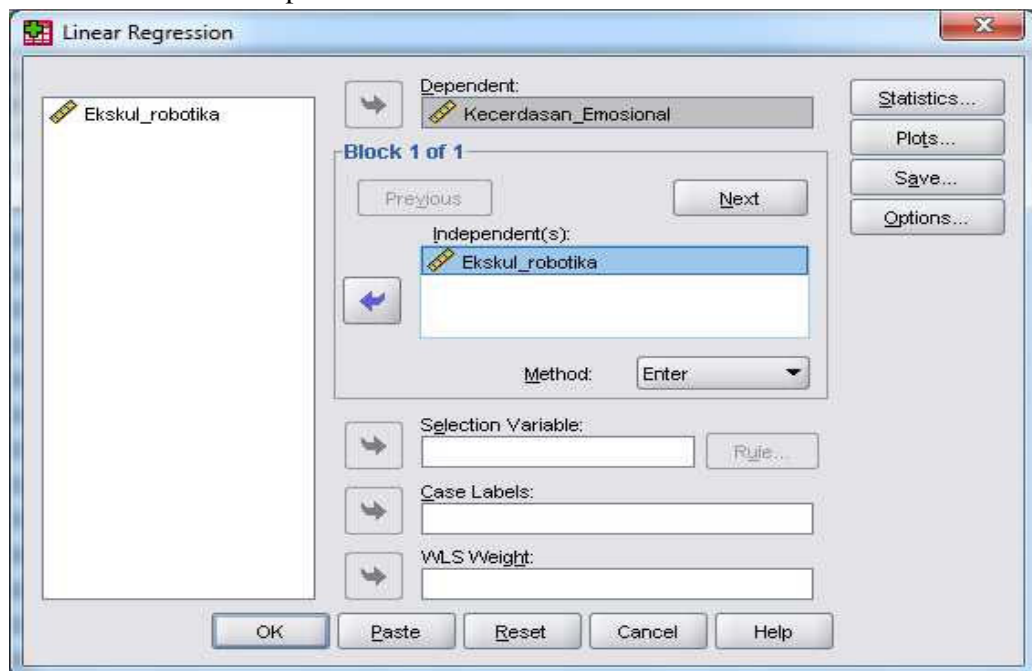 Linear Regression
Ekskul_robotika
Dependent:
Kecerdasan_Emosional
Block 1 of 1
Previous
Next
Independent(s):
Ekskul_robotika
Method:
Enter
Selection Variable:
Rule...
Case Labels:
WLS Weight:
Statistics...
Plots...
Save...
Options...
OK
Paste
Reset
Cancel
Help